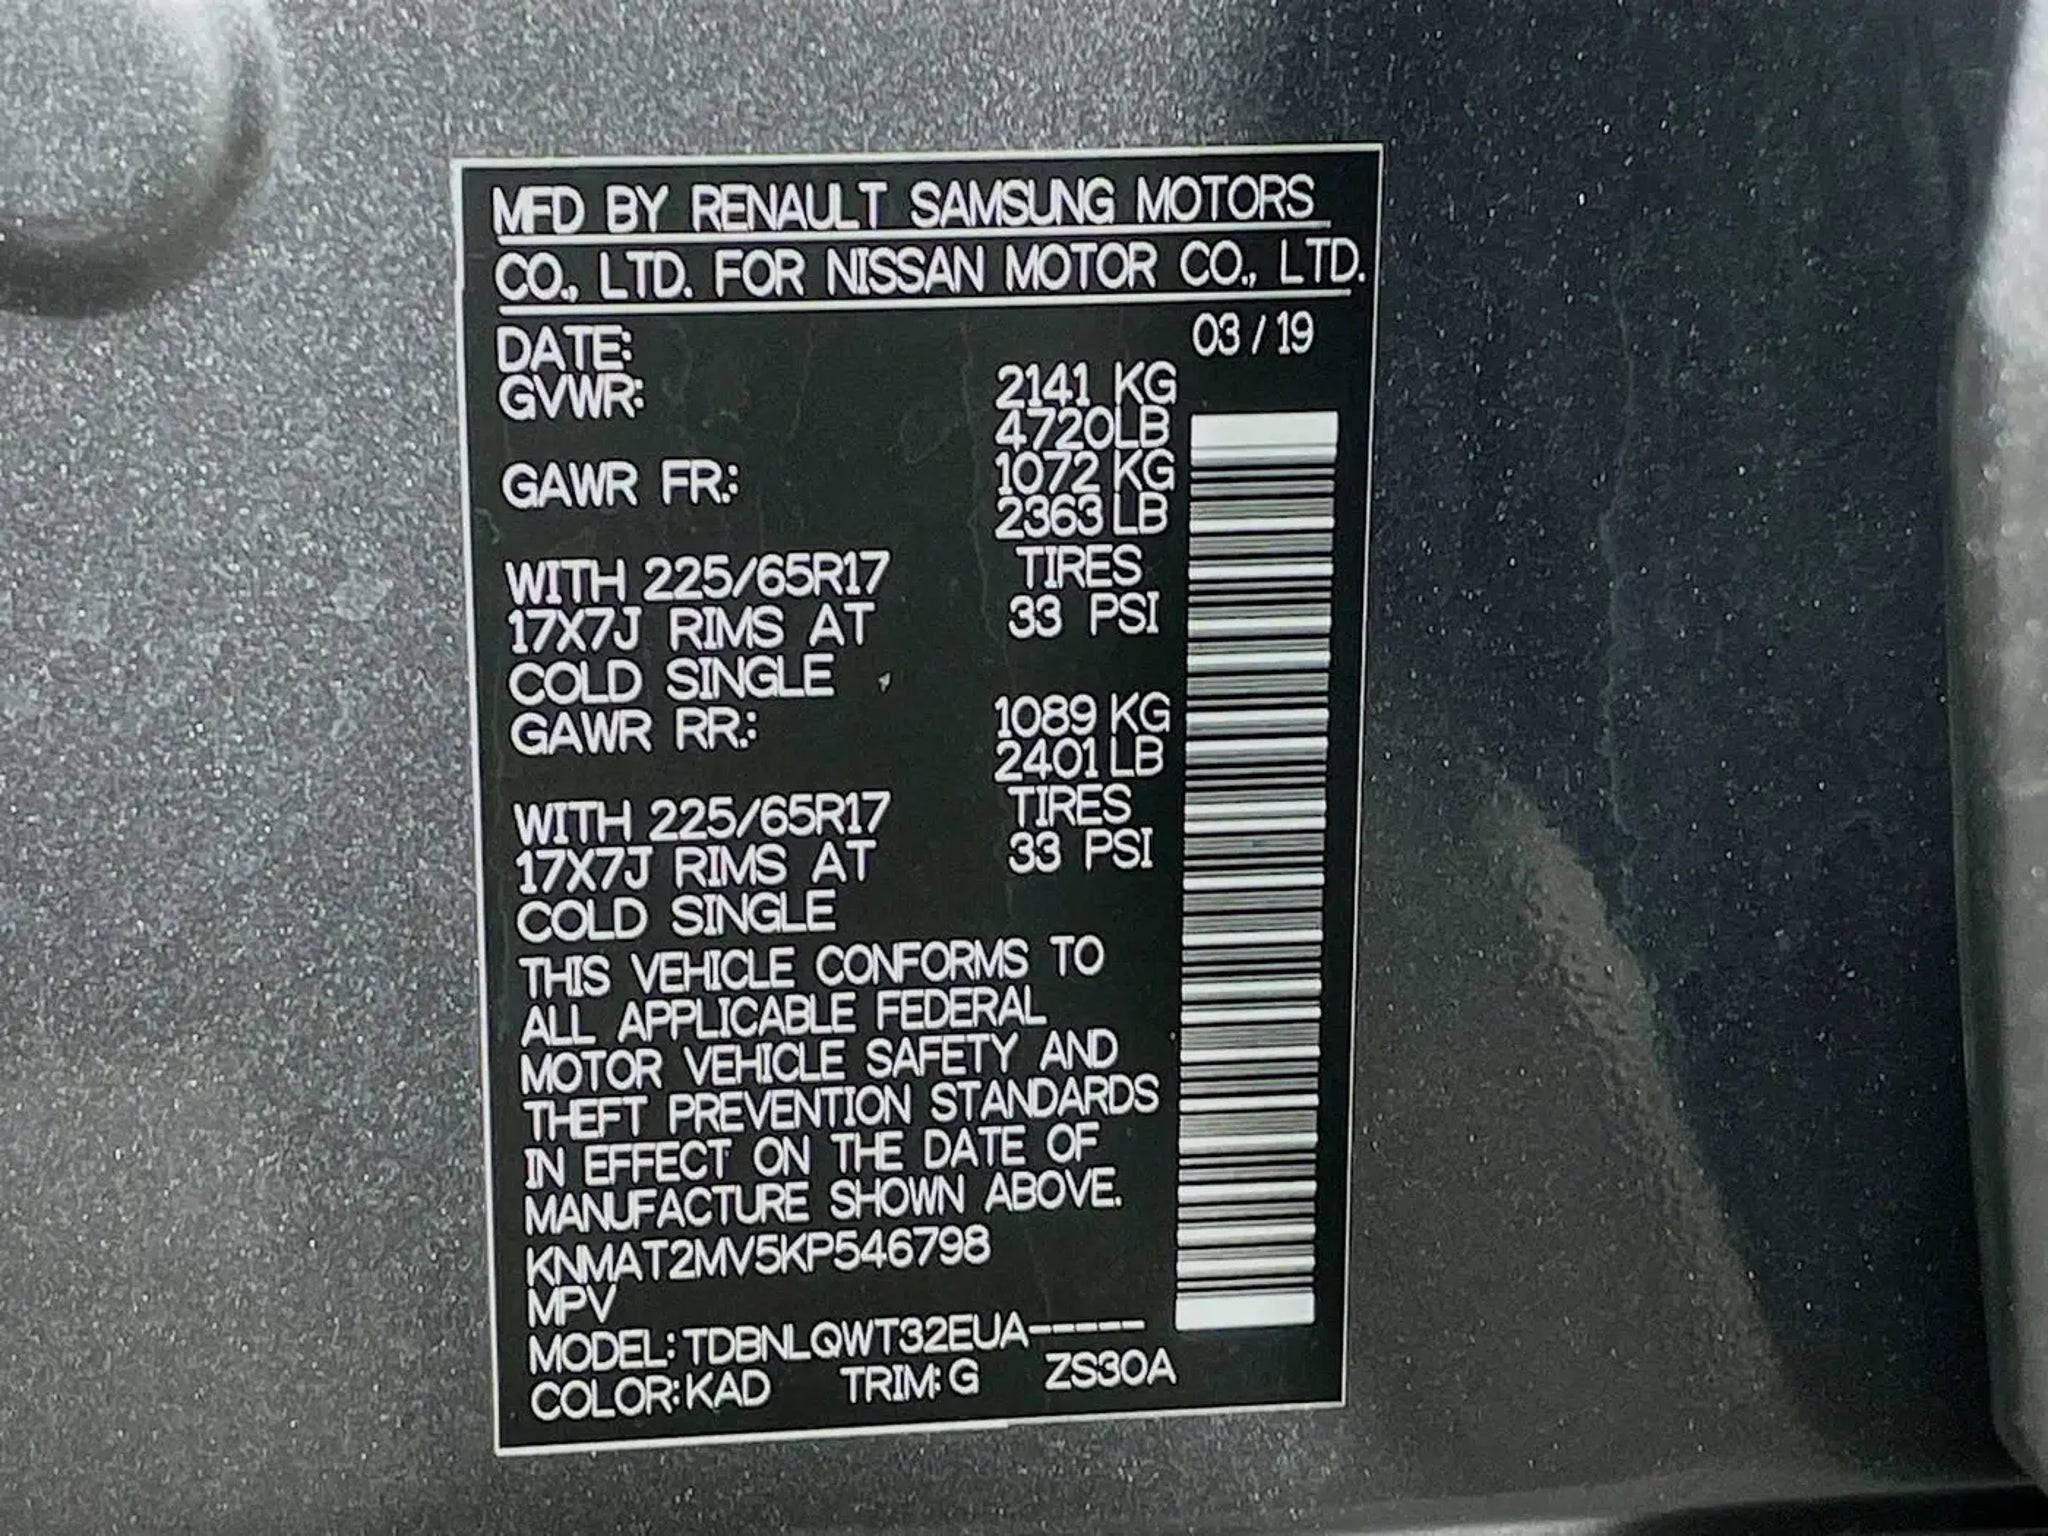 MFD BY RENAULT SAMSUNG MOTORS
CO., LTD. FOR NISSAN MOTOR CO., LTD.
DATE: 03 / 19
GVWR: 2141 KG
4720LB
GAWR FR.: 1072 KG
2363 LB
WITH 225/65R17 TIRES
17X7J RIMS AT 33 PSI
COLD SINGLE
GAWR RR.: 1089 KG
2401 LB
WITH 225/65R17 TIRES
17X7J RIMS AT 33 PSI
COLD SINGLE
THIS VEHICLE CONFORMS TO
ALL APPLICABLE FEDERAL
MOTOR VEHICLE SAFETY AND
THEFT PREVENTION STANDARDS
IN EFFECT ON THE DATE OF
MANUFACTURE SHOWN ABOVE.
KNMAT2MV5KP546798
MPV
MODEL: TDBNLQWT32EUA-----
COLOR: KAD TRIM: G ZS30A